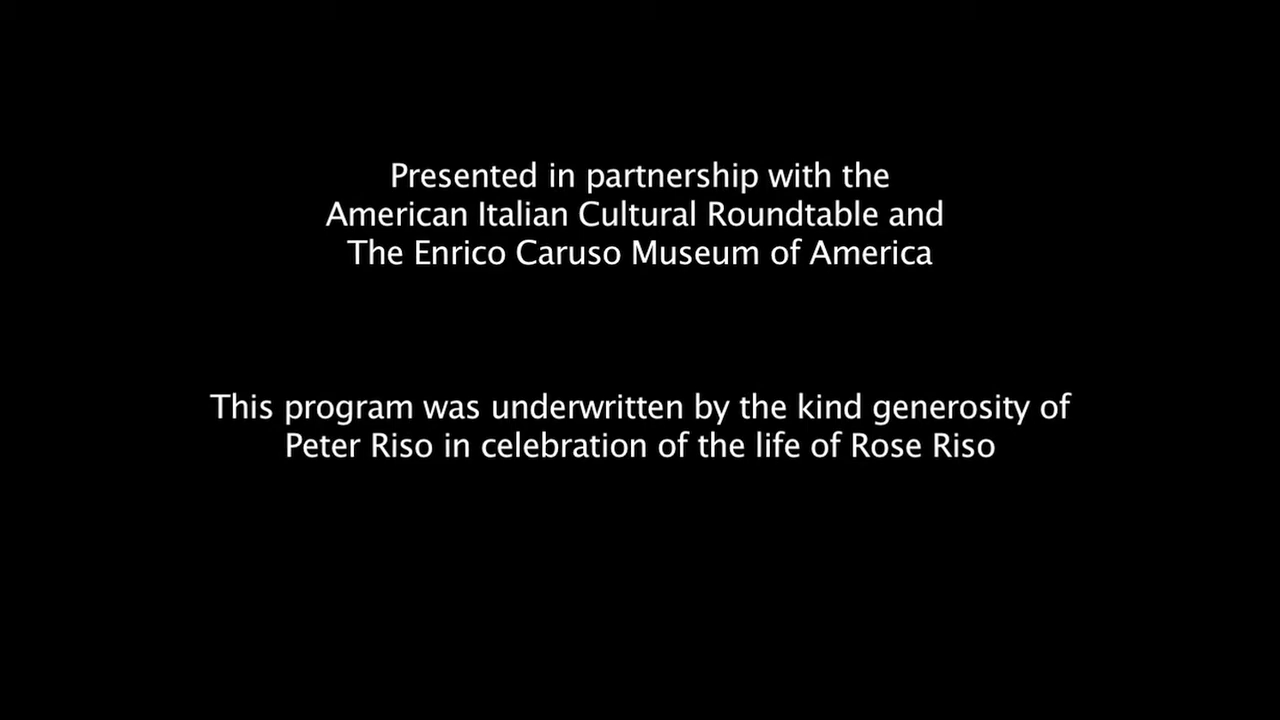 Presented in partnership with the
American Italian Cultural Roundtable and
The Enrico Caruso Museum of America
This program was underwritten by the kind generosity of
Peter Riso in celebration of the life of Rose Riso